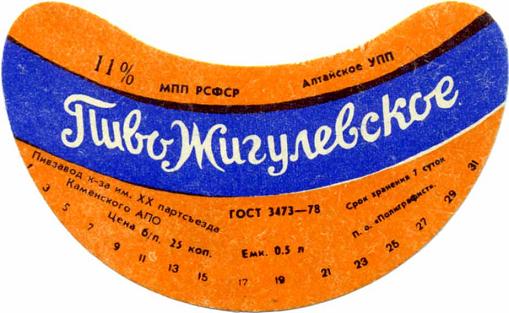 11% МПП РСФСР Алтайское УПП
Пиво Жигулевское
Пивзавод к-за им. XX партсъезда
Каменского АПО
Цена б/п. 25 коп.
ГОСТ 3473—78
Емк. 0.5 л
Срок хранения 7 суток
П. а. «Полиграфист».
1 3 5 7 9 11 13 15 17 19 21 23 25 27 29 31